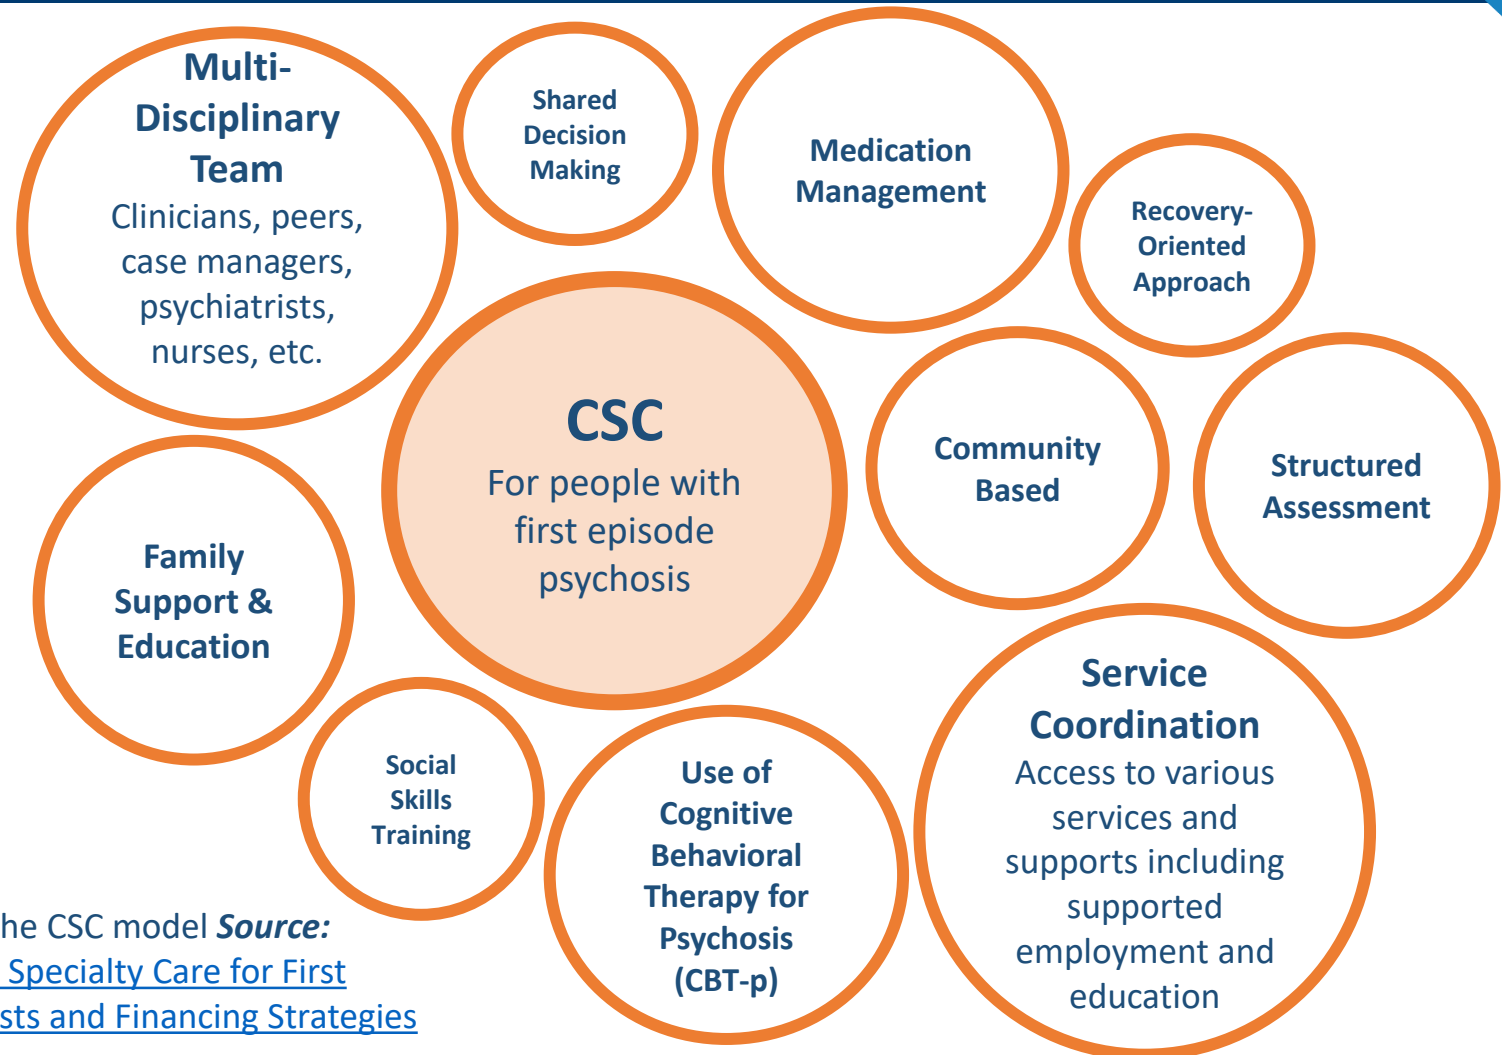 Multi-
Disciplinary
Team
Clinicians, peers,
case managers,
psychiatrists,
nurses, etc.
Shared
Decision
Making
Medication
Management
Recovery-
Oriented
Approach
CSC
For people with
first episode
psychosis
Community
Based
Structured
Assessment
Family
Support &
Education
Social
Skills
Training
Use of
Cognitive
Behavioral
Therapy for
Psychosis
(CBT-p)
Service
Coordination
Access to various
services and
supports including
supported
employment and
education
he CSC model Source:
Specialty Care for First
sts and Financing Strategies